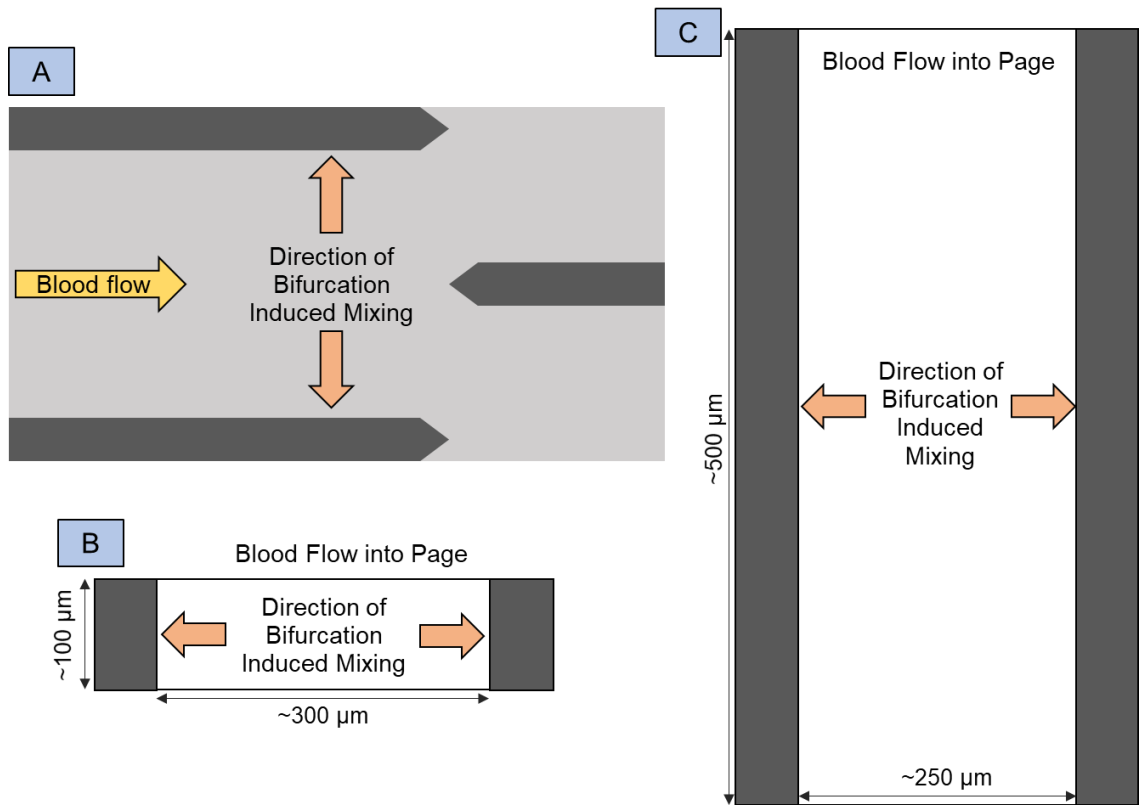 A
Blood flow
Direction of
Bifurcation
Induced Mixing
B
Blood Flow into Page
Direction of
Bifurcation
Induced Mixing
~100 µm
~300 µm
C
Blood Flow into Page
Direction of
Bifurcation
Induced
Mixing
~500 µm
~250 µm